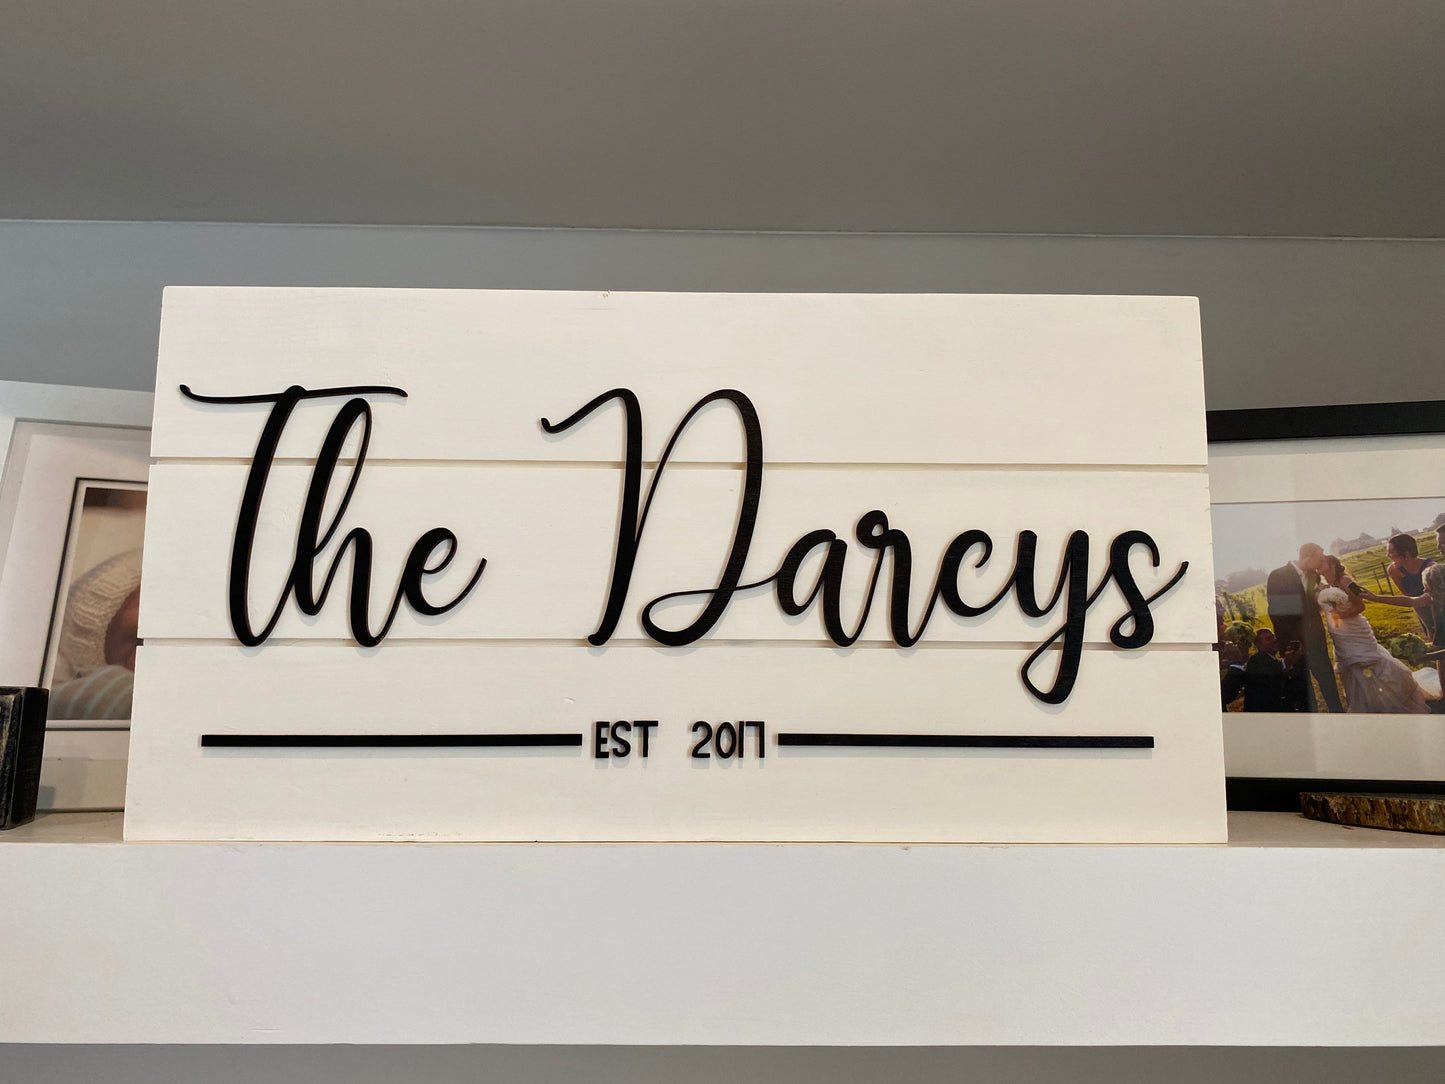 The Darcys
EST 2017